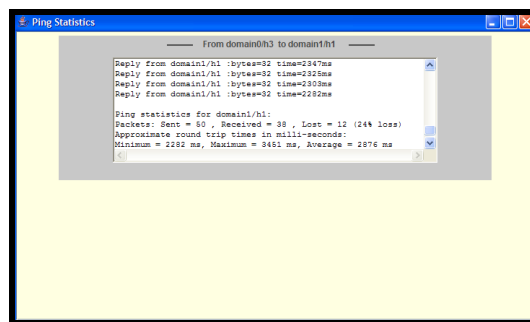 Ping Statistics
From domain0/h3 to domain1/h1
Reply from domain1/h1 :bytes=32 time=2347ms
Reply from domain1/h1 :bytes=32 time=2325ms
Reply from domain1/h1 :bytes=32 time=2303ms
Reply from domain1/h1 :bytes=32 time=2282ms
Ping statistics for domain1/h1:
Packets: Sent = 50 , Received = 38 , Lost = 12 (24% loss)
Approximate round trip times in milli-seconds:
Minimum = 2282 ms, Maximum = 3451 ms, Average = 2876 ms